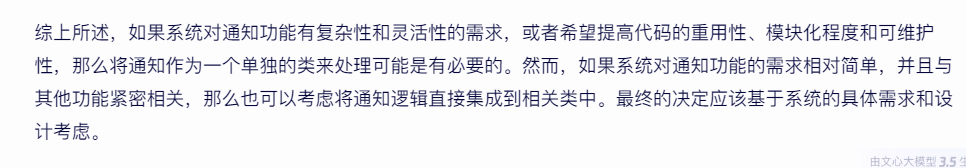 综上所述，如果系统对通知功能有复杂性和灵活性的需求，或者希望提高代码的重用性、模块化程度和可维护
性，那么将通知作为一个单独的类来处理可能是有必要的。然而，如果系统对通知功能的需求相对简单，并且与
其他功能紧密相关，那么也可以考虑将通知逻辑直接集成到相关类中。最终的决定应该基于系统的具体需求和设
计考虑。
由文心大模型 3.5 生